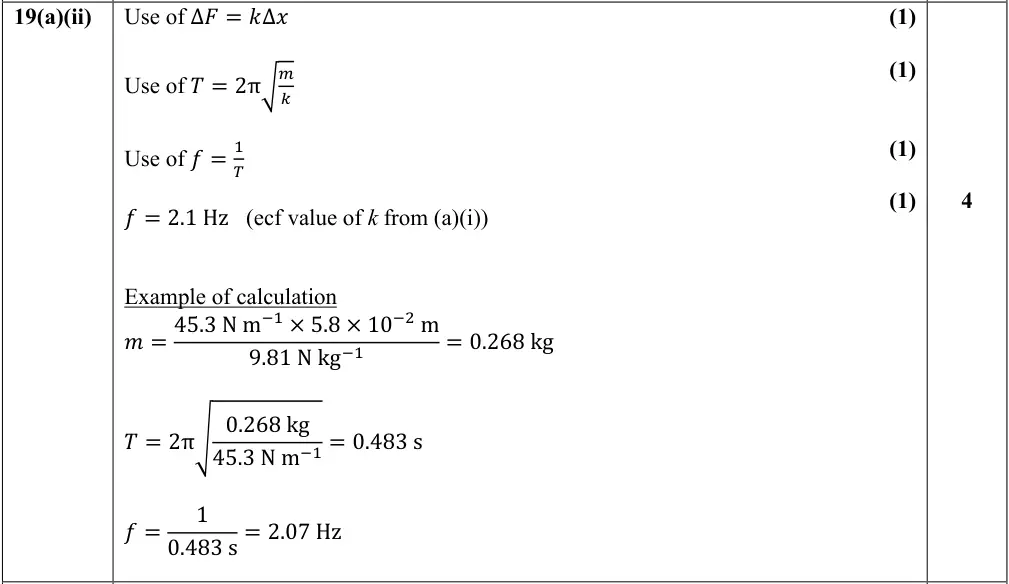 19(a)(ii) Use of ∆𝐹 = 𝑘∆𝑥 (1)
Use of 𝑇 = 2π√(𝑚/𝑘) (1)
Use of 𝑓 = 1/𝑇 (1)
𝑓 = 2.1 Hz (ecf value of k from (a)(i)) (1) 4
Example of calculation
𝑚 = (45.3 N m⁻¹ × 5.8 × 10⁻² m)/(9.81 N kg⁻¹) = 0.268 kg
𝑇 = 2π√(0.268 kg/45.3 N m⁻¹) = 0.483 s
𝑓 = 1/(0.483 s) = 2.07 Hz